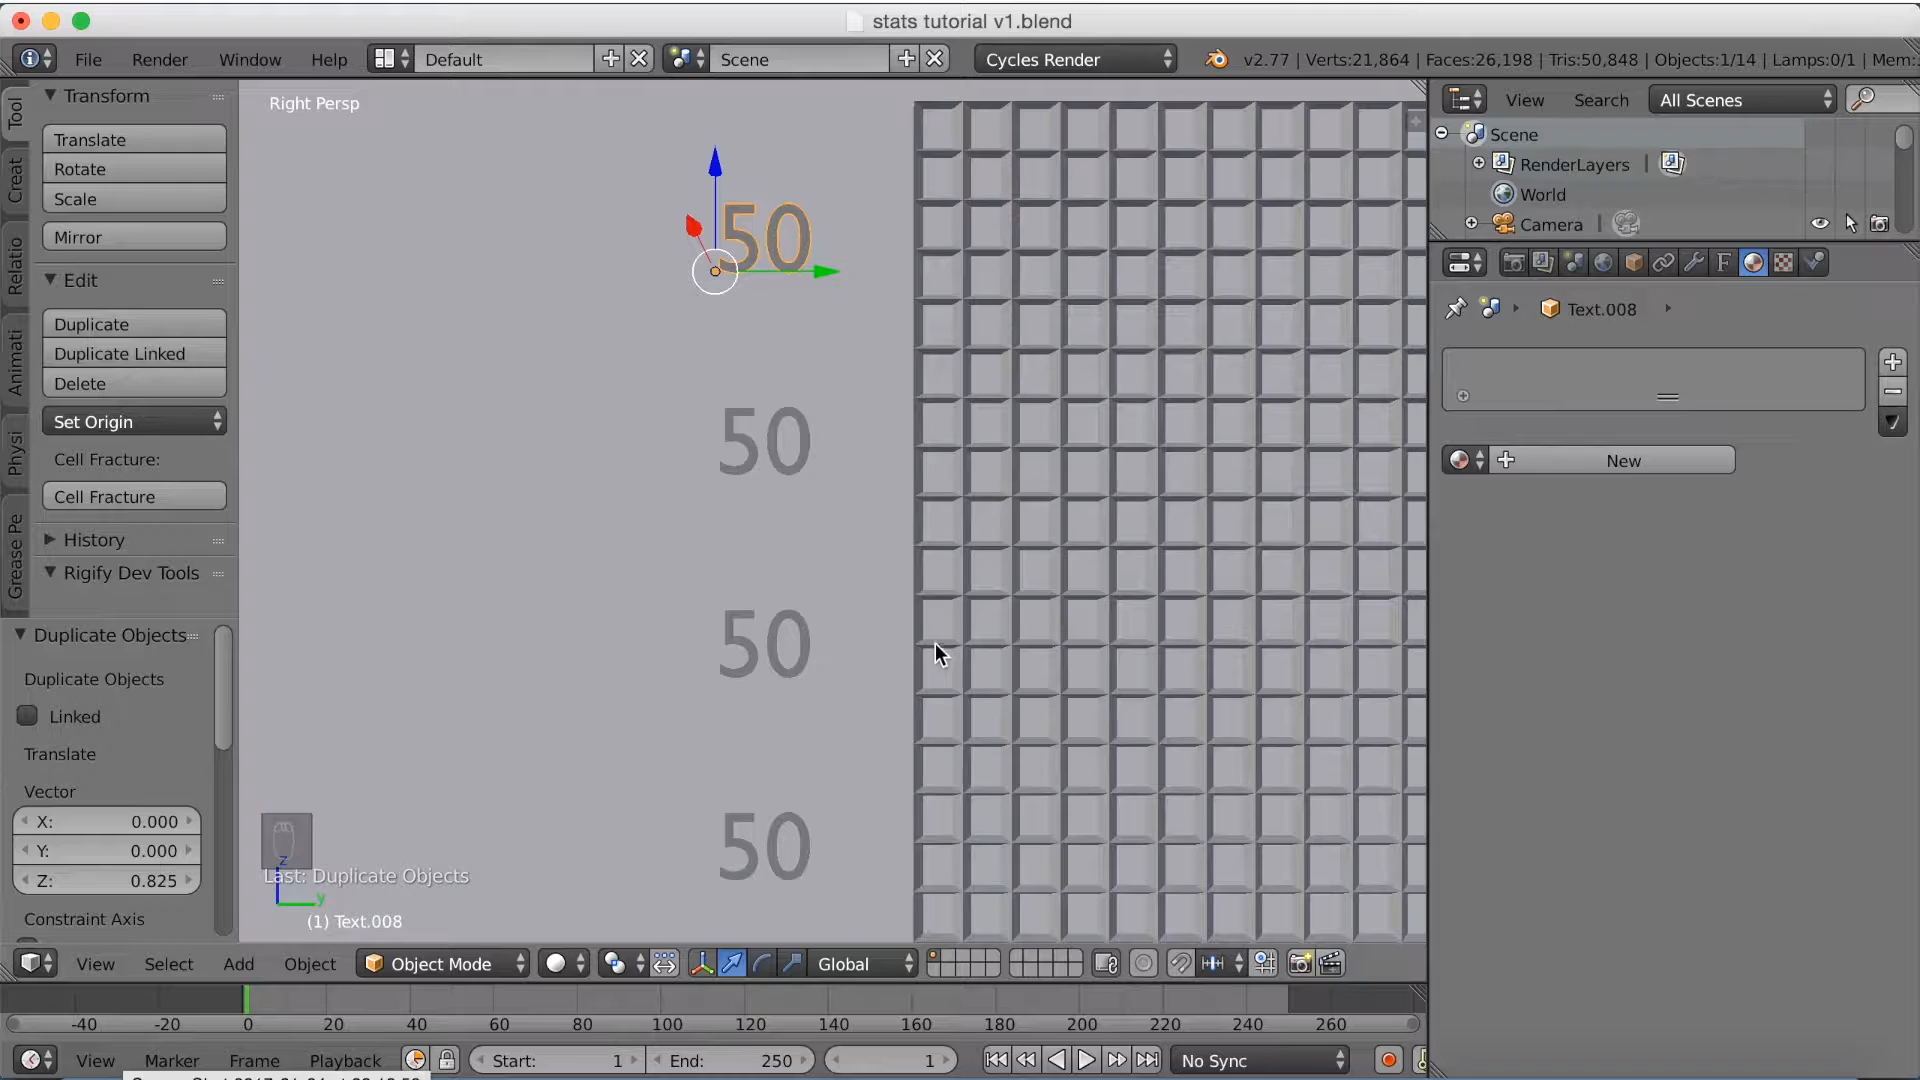 stats tutorial v1.blend
File Render Window Help Default Scene Cycles Render v2.77 | Verts:21,864 | Faces:26,198 | Tris:50,848 | Objects:1/14 | Lamps:0/1 | Mem:
Tool
Creat
Relatio
Animati
Physi
Grease Pe
Transform
Translate
Rotate
Scale
Mirror
Edit
Duplicate
Duplicate Linked
Delete
Set Origin
Cell Fracture:
Cell Fracture
History
Rigify Dev Tools
Duplicate Objects
Duplicate Objects
Linked
Translate
Vector
X: 0.000
Y: 0.000
Z: 0.825
Constraint Axis
Right Persp
50
50
50
50
z
y
Last: Duplicate Objects
(1) Text.008
View Search All Scenes
Scene
RenderLayers |
World
Camera |
F
Text.008
New
View Select Add Object Object Mode Global
-40 -20 0 20 40 60 80 100 120 140 160 180 200 220 240 260
View Marker Frame Playback Start: 1 End: 250 1 No Sync